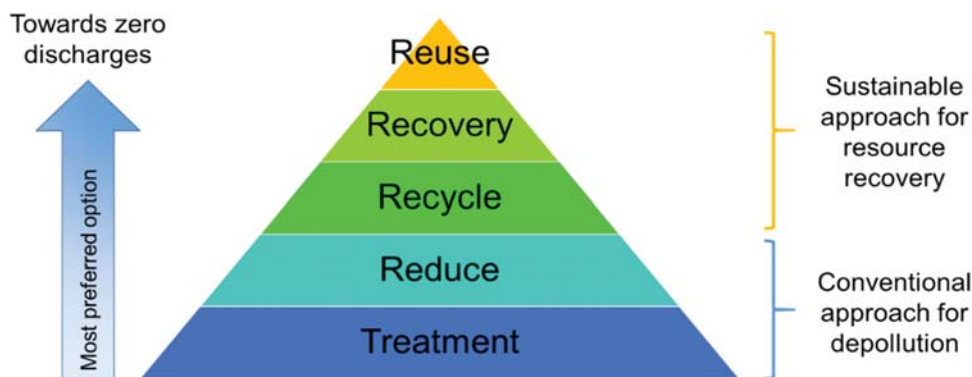 Towards zero
discharges
Most preferred option
Reuse
Recovery
Recycle
Reduce
Treatment
Sustainable
approach for
resource
recovery
Conventional
approach for
depollution